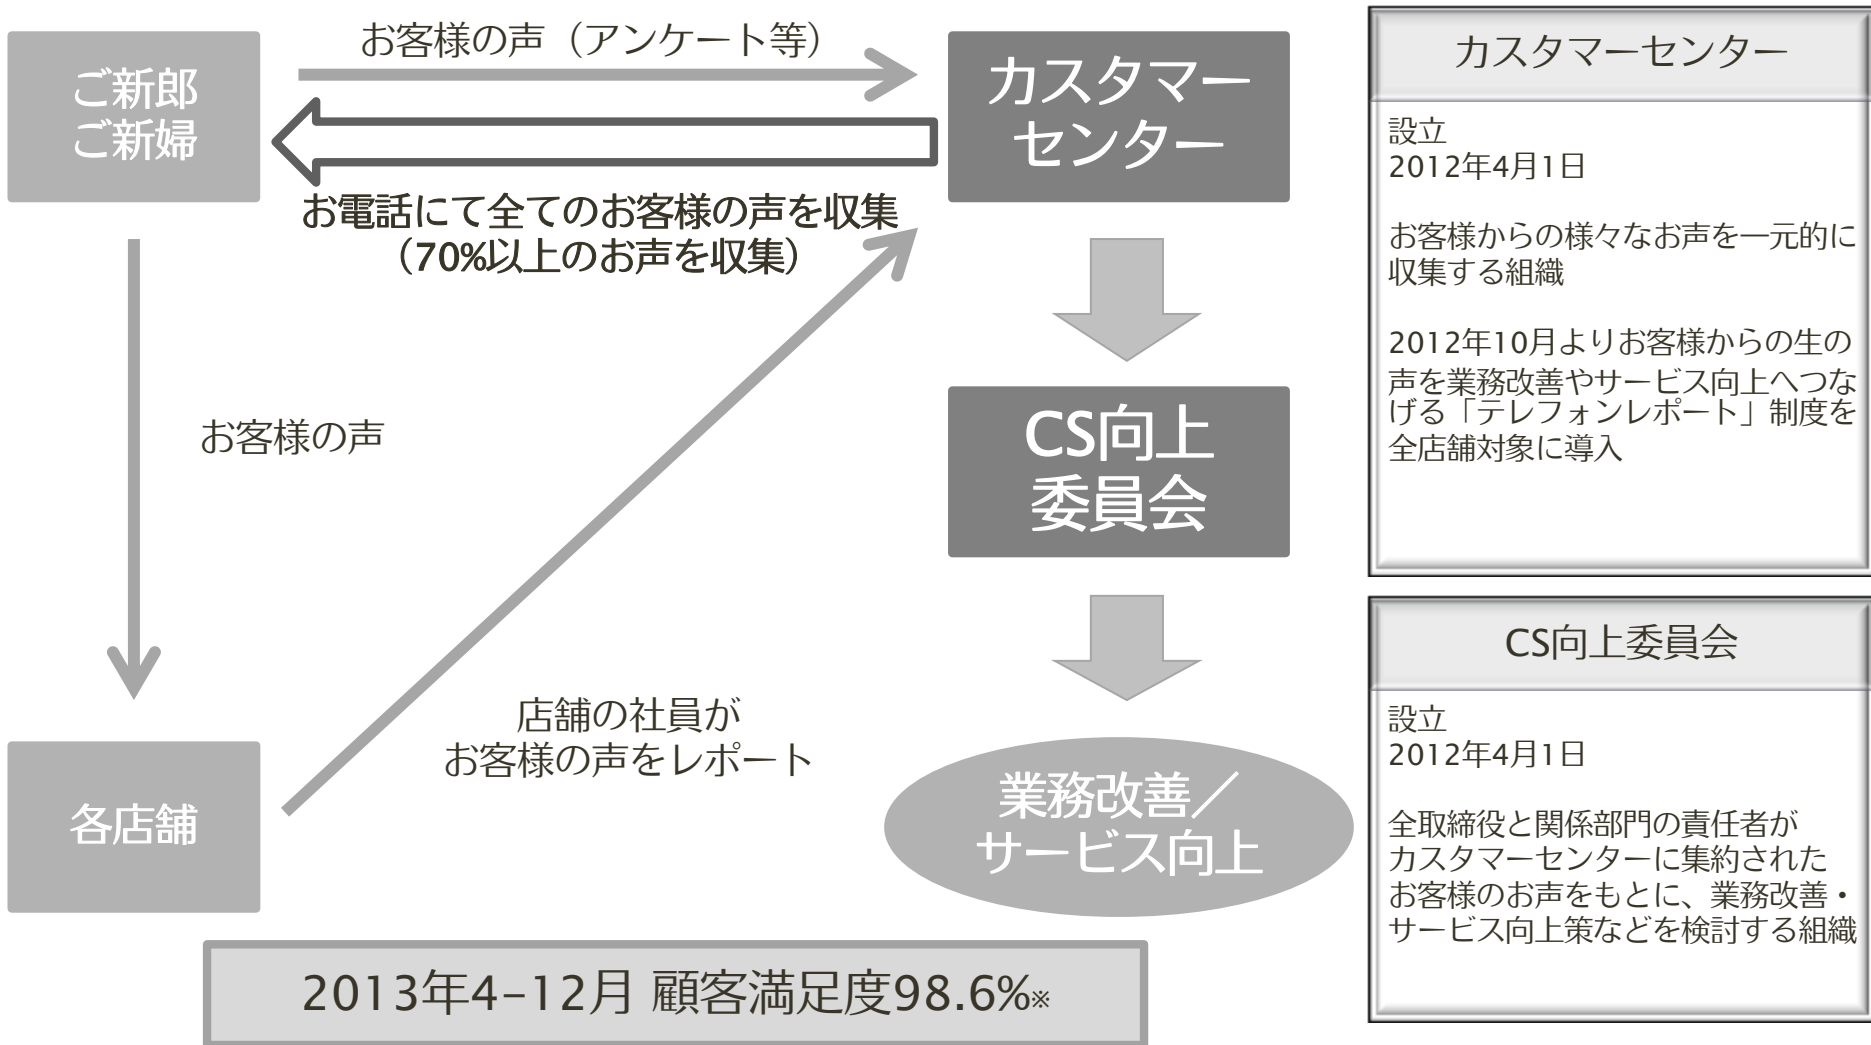 お客様の声（アンケート等）
ご新郎
ご新婦
カスタマー
センター
お電話にて全てのお客様の声を収集
（70%以上のお声を収集）
お客様の声
CS向上
委員会
店舗の社員が
お客様の声をレポート
各店舗
業務改善／
サービス向上
2013年4–12月 顧客満足度98.6%※
カスタマーセンター
設立
2012年4月1日
お客様からの様々なお声を一元的に
収集する組織
2012年10月よりお客様からの生の
声を業務改善やサービス向上へつな
げる「テレフォンレポート」制度を
全店舗対象に導入
CS向上委員会
設立
2012年4月1日
全取締役と関係部門の責任者が
カスタマーセンターに集約された
お客様のお声をもとに、業務改善・
サービス向上策などを検討する組織